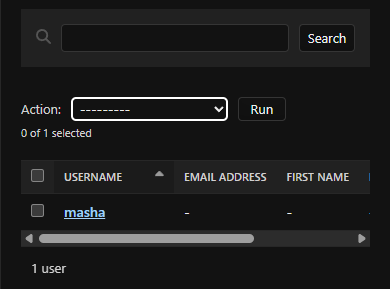 Search
Action: --------- Run
0 of 1 selected
USERNAME EMAIL ADDRESS FIRST NAME
masha - -
1 user